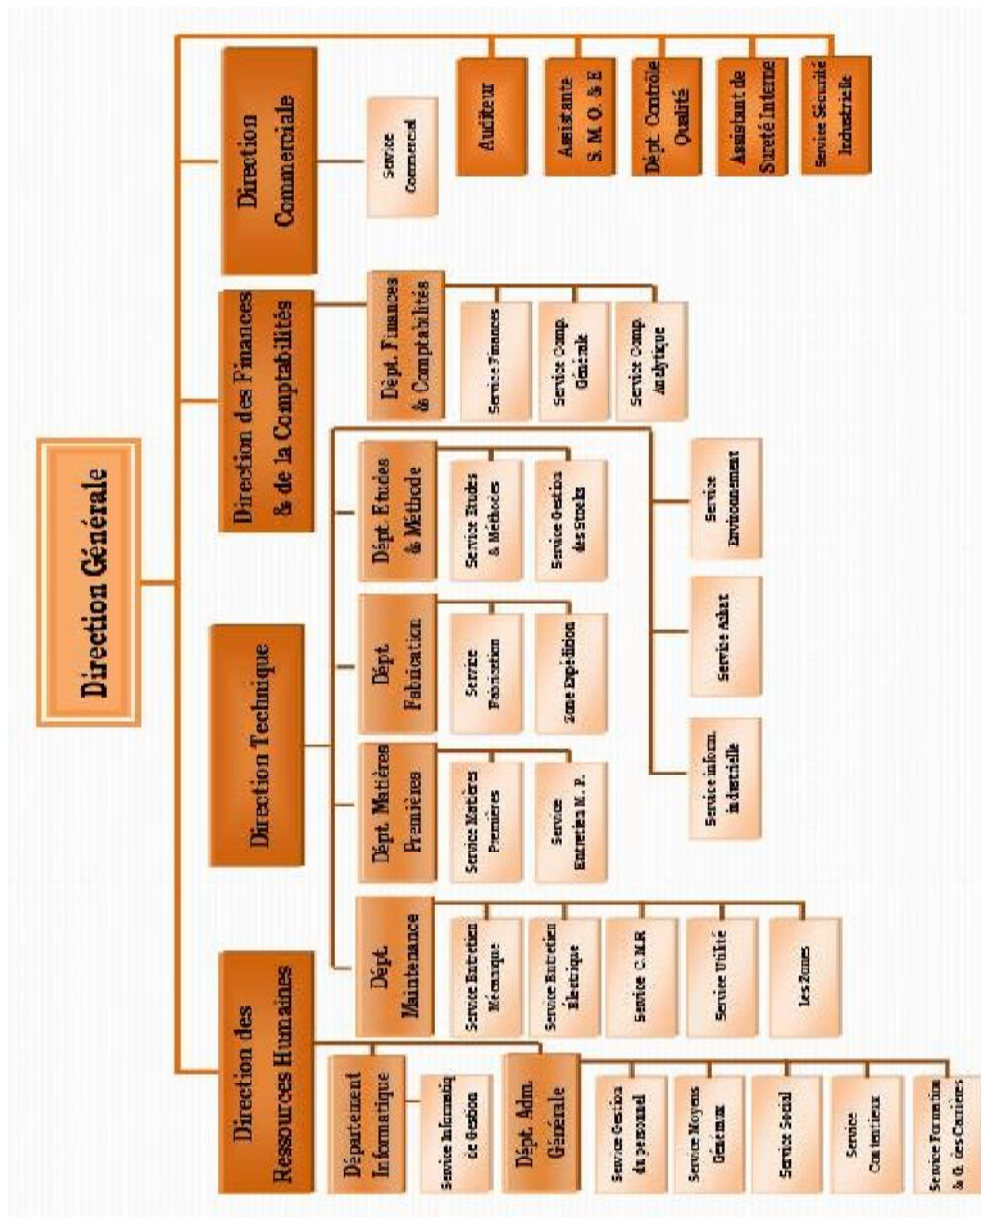 Direction Générale
Direction des
Ressources Humaines
Direction Technique
Direction des Finances
& de la Comptabilités
Direction
Commerciale
Département
Informatique
Service Informatiq
de Gestion
Dépt. Adm.
Générale
Service Gestion
du personnel
Service Moyens
Généraux
Service Social
Service
Contentieux
Service Formation
& G. des Carrières
Dépt.
Maintenance
Service Entretien
Mécanique
Service Entretien
Électrique
Service C.M.R
Service Utilité
Les Zones
Dépt. Matières
Premières
Service Matières
Premières
Service
Entretien M. P.
Dépt.
Fabrication
Service
Fabrication
Zone Expédition
Dépt. Etudes
& Méthode
Service Etudes
& Méthodes
Service Gestion
des Stocks
Service inform.
industrielle
Service Achat
Service
Environnement
Dépt. Finances
& Comptabilités
Service Finances
Service Comp.
Générale
Service Comp.
Analytique
Service
Commercial
Auditeur
Assistante
S. M. Q. & E
Dépt. Contrôle
Qualité
Assistant de
Sureté Interne
Service Sécurité
Industrielle